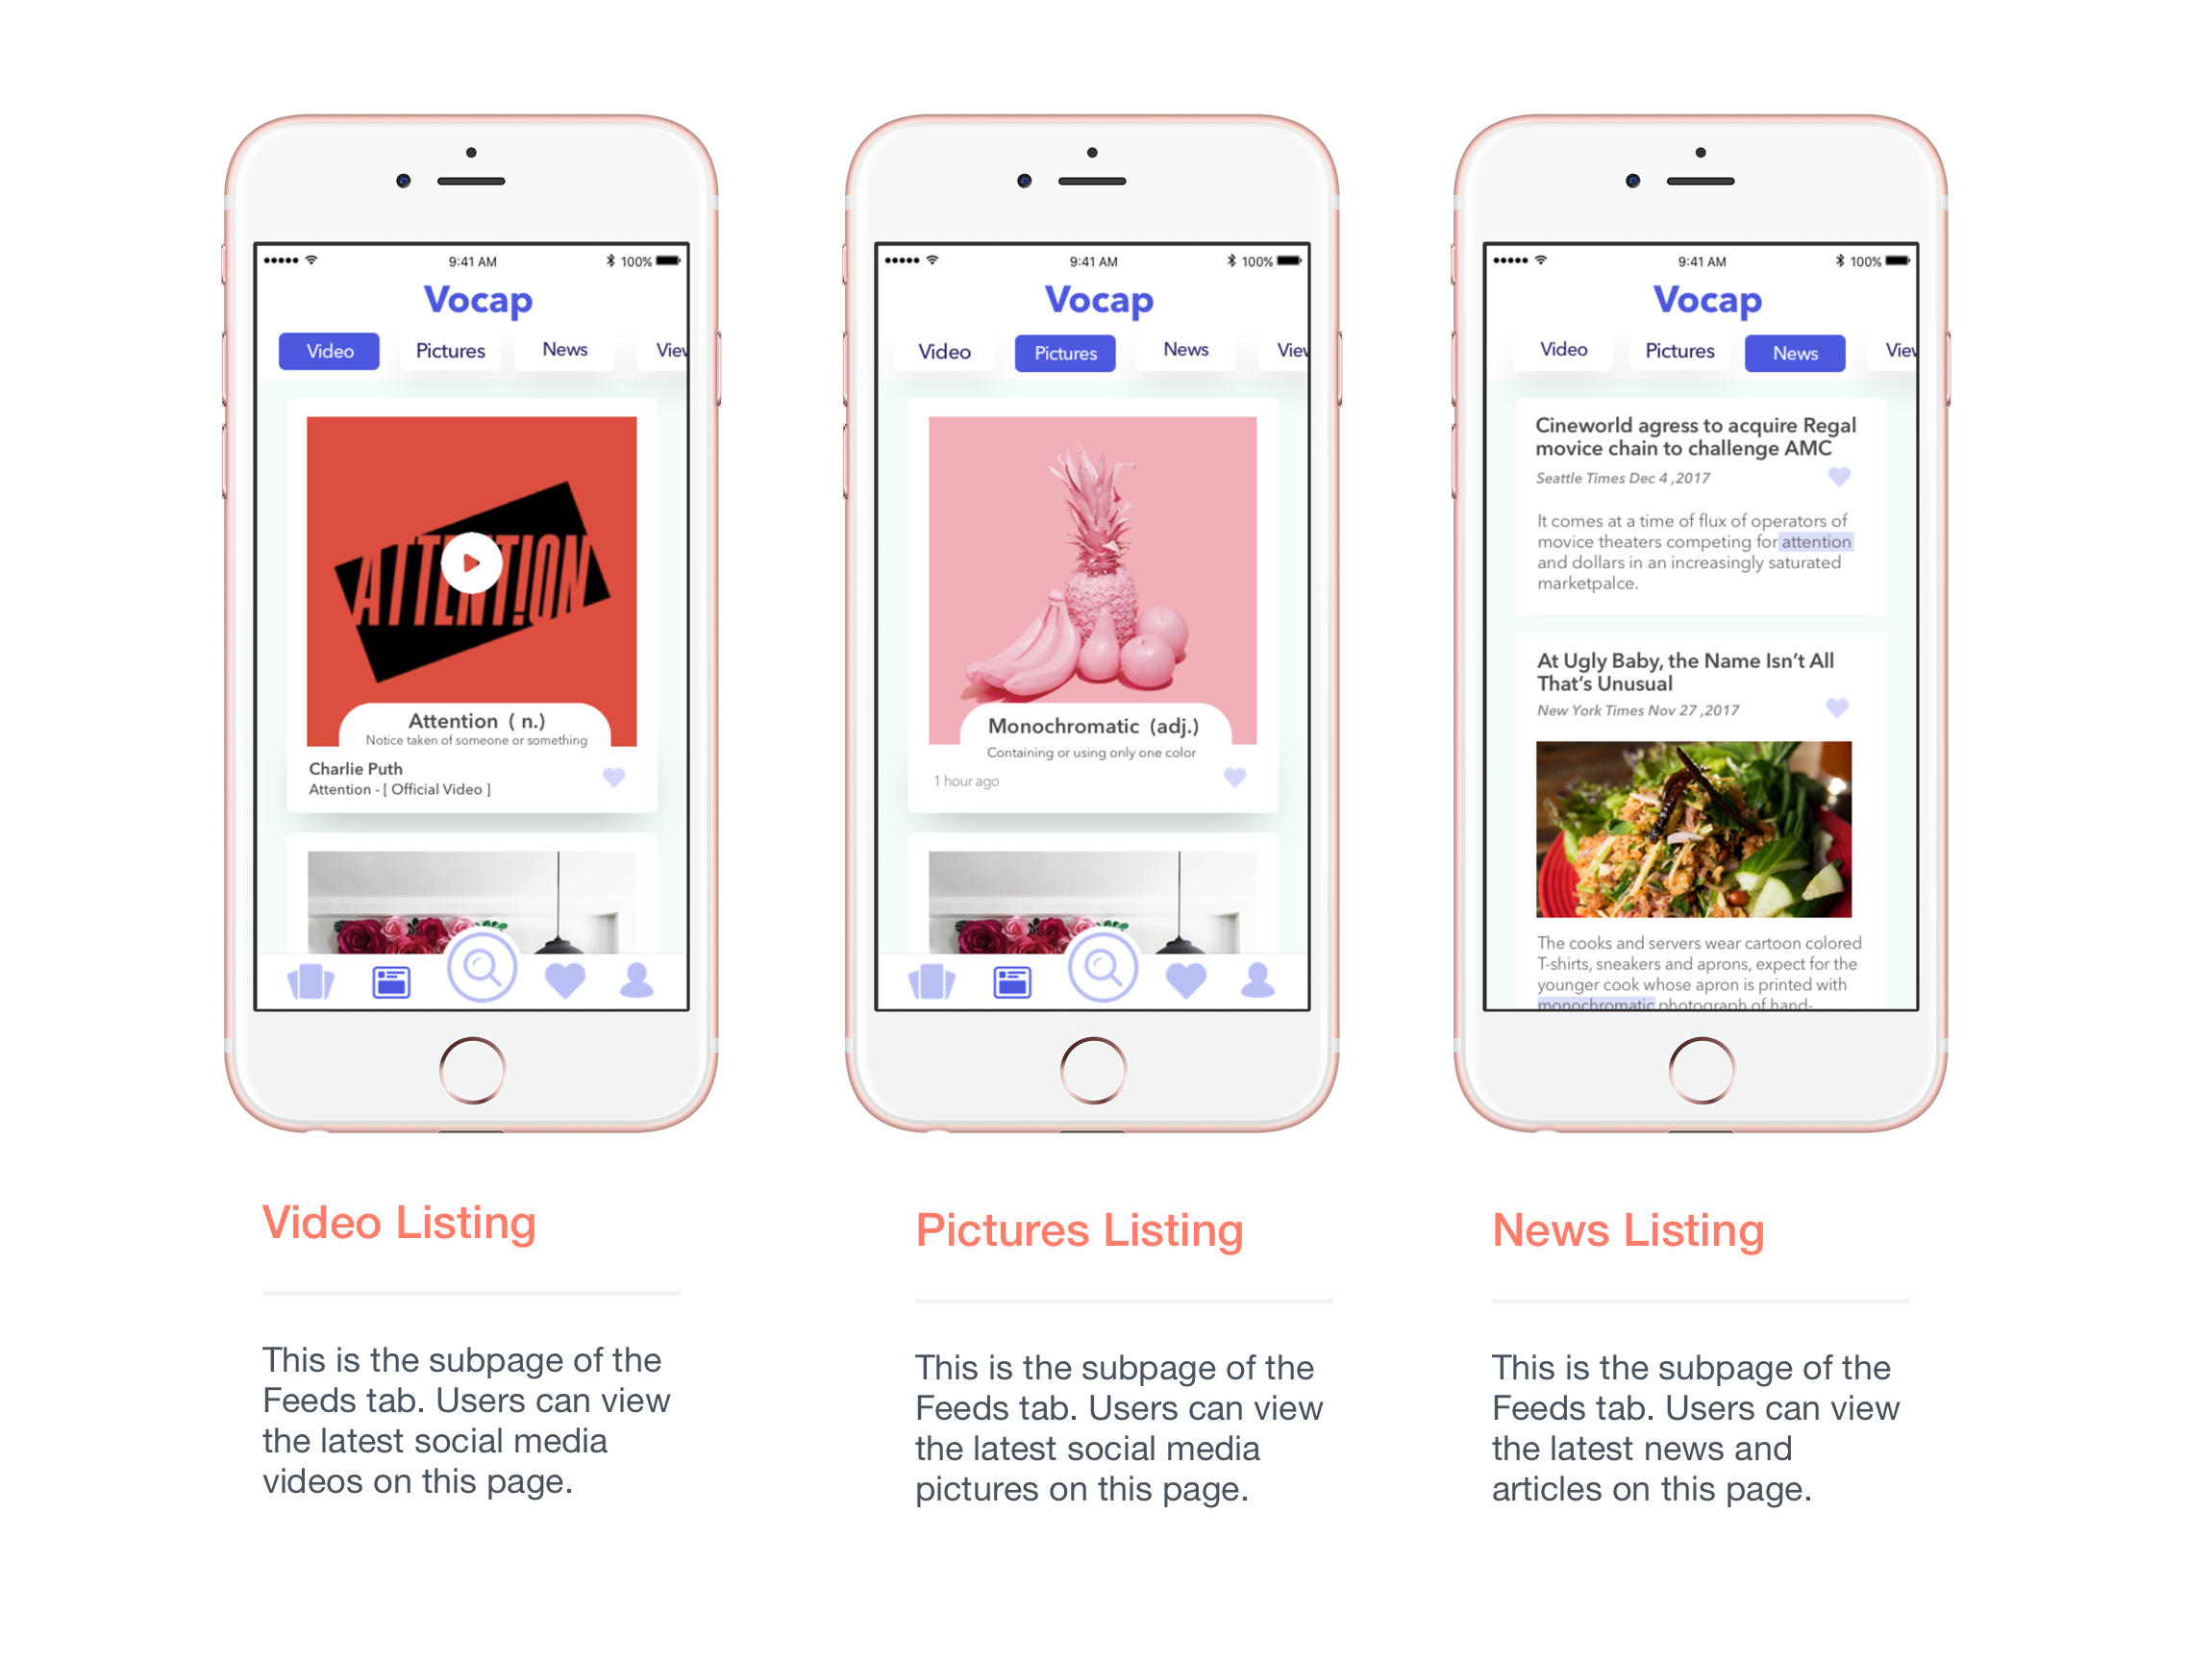 9:41 AM
100%
Vocap
Video
Pictures
News
ATTENT!ON
Attention ( n.)
Notice taken of someone or something
Charlie Puth
Attention - [ Official Video ]
9:41 AM
100%
Vocap
Video
Pictures
News
Monochromatic (adj.)
Containing or using only one color
1 hour ago
9:41 AM
100%
Vocap
Video
Pictures
News
Cineworld agress to acquire Regal
movice chain to challenge AMC
Seattle Times Dec 4 ,2017
It comes at a time of flux of operators of
movice theaters competing for attention
and dollars in an increasingly saturated
marketpalce.
At Ugly Baby, the Name Isn't All
That's Unusual
New York Times Nov 27 ,2017
The cooks and servers wear cartoon colored
T-shirts, sneakers and aprons, expect for the
younger cook whose apron is printed with
monochromatic photograph of hand-
Video Listing
This is the subpage of the
Feeds tab. Users can view
the latest social media
videos on this page.
Pictures Listing
This is the subpage of the
Feeds tab. Users can view
the latest social media
pictures on this page.
News Listing
This is the subpage of the
Feeds tab. Users can view
the latest news and
articles on this page.